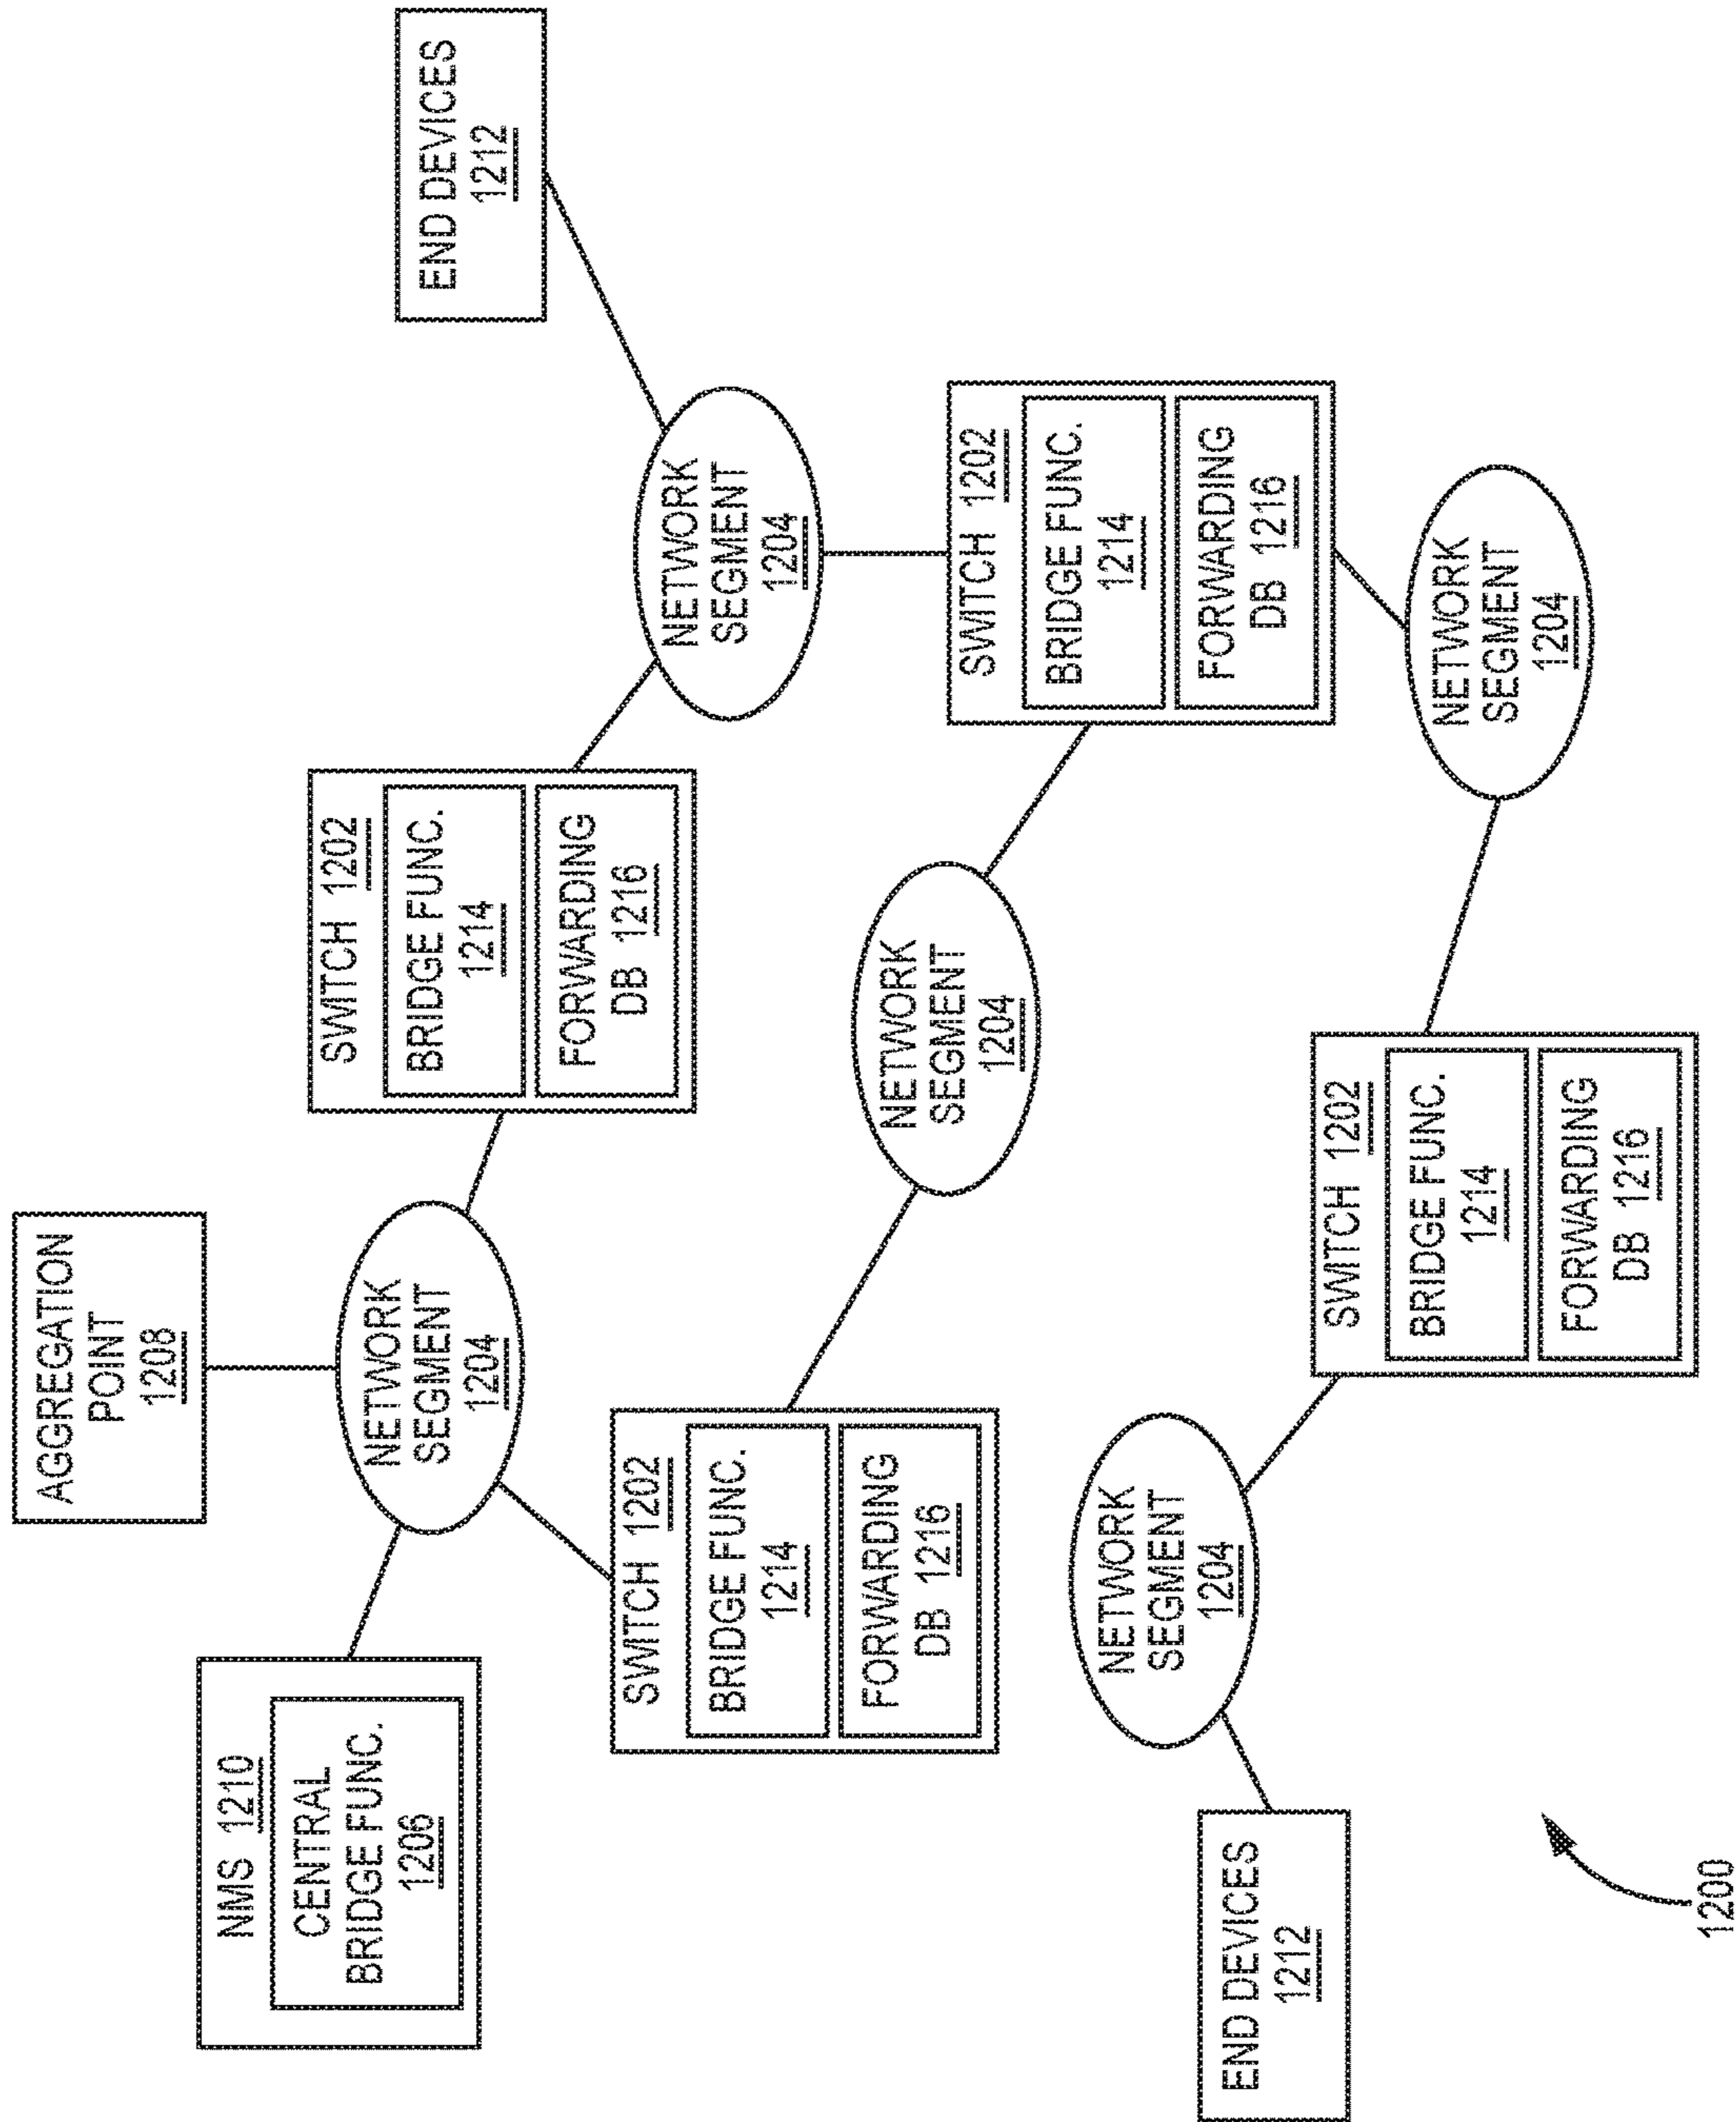 AGGREGATION
POINT
1208
NMS 1210
CENTRAL
BRIDGE FUNC.
1206
NETWORK
SEGMENT
1204
SWITCH 1202
BRIDGE FUNC.
1214
FORWARDING
DB 1216
END DEVICES
1212
SWITCH 1202
BRIDGE FUNC.
1214
FORWARDING
DB 1216
NETWORK
SEGMENT
1204
NETWORK
SEGMENT
1204
SWITCH 1202
BRIDGE FUNC.
1214
FORWARDING
DB 1216
END DEVICES
1212
NETWORK
SEGMENT
1204
SWITCH 1202
BRIDGE FUNC.
1214
FORWARDING
DB 1216
NETWORK
SEGMENT
1204
1200